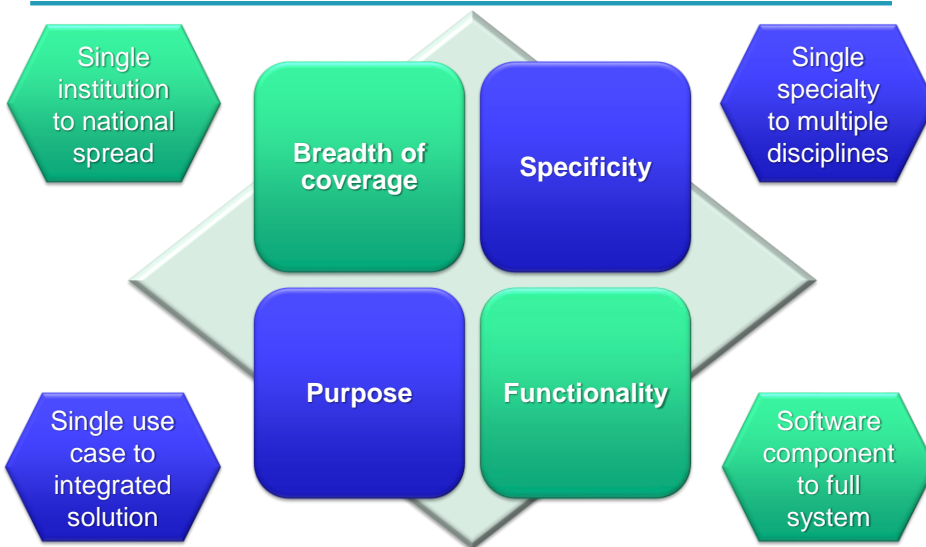 Single
institution
to national
spread
Breadth of
coverage
Specificity
Single
specialty
to multiple
disciplines
Single use
case to
integrated
solution
Purpose
Functionality
Software
component
to full
system